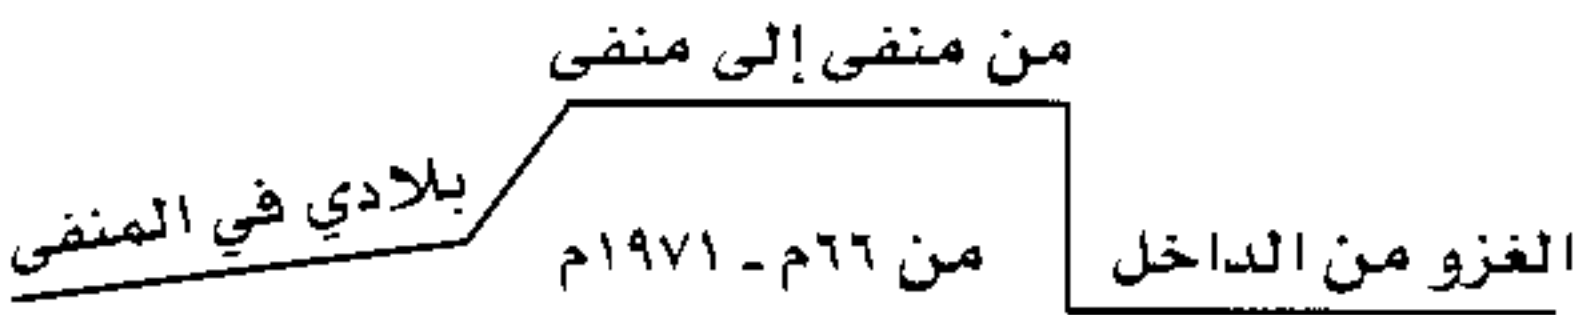 من منفى إلى منفى
بلادي في المنفى
من ٦٦م - ١٩٧١م
الغزو من الداخل